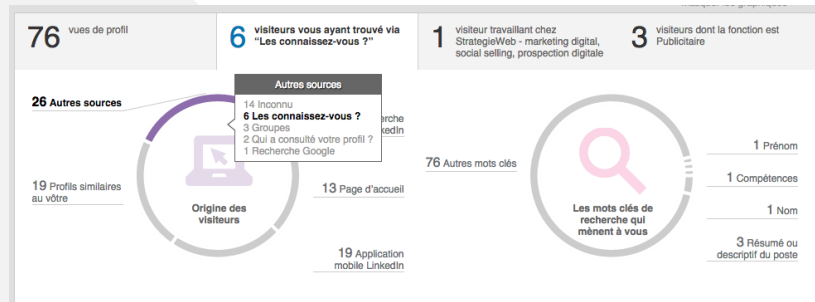 76 vues de profil
6 visiteurs vous ayant trouvé via
“Les connaissez-vous ?”
1 visiteur travaillant chez
StrategieWeb - marketing digital,
social selling, prospection digitale
3 visiteurs dont la fonction est
Publicitaire
26 Autres sources
Autres sources
14 Inconnu
6 Les connaissez-vous ?
3 Groupes
2 Qui a consulté votre profil ?
1 Recherche Google
19 Profils similaires
au vôtre
13 Page d'accueil
19 Application
mobile LinkedIn
Origine des
visiteurs
76 Autres mots clés
1 Prénom
1 Compétences
1 Nom
3 Résumé ou
descriptif du poste
Les mots clés de
recherche qui
mènent à vous